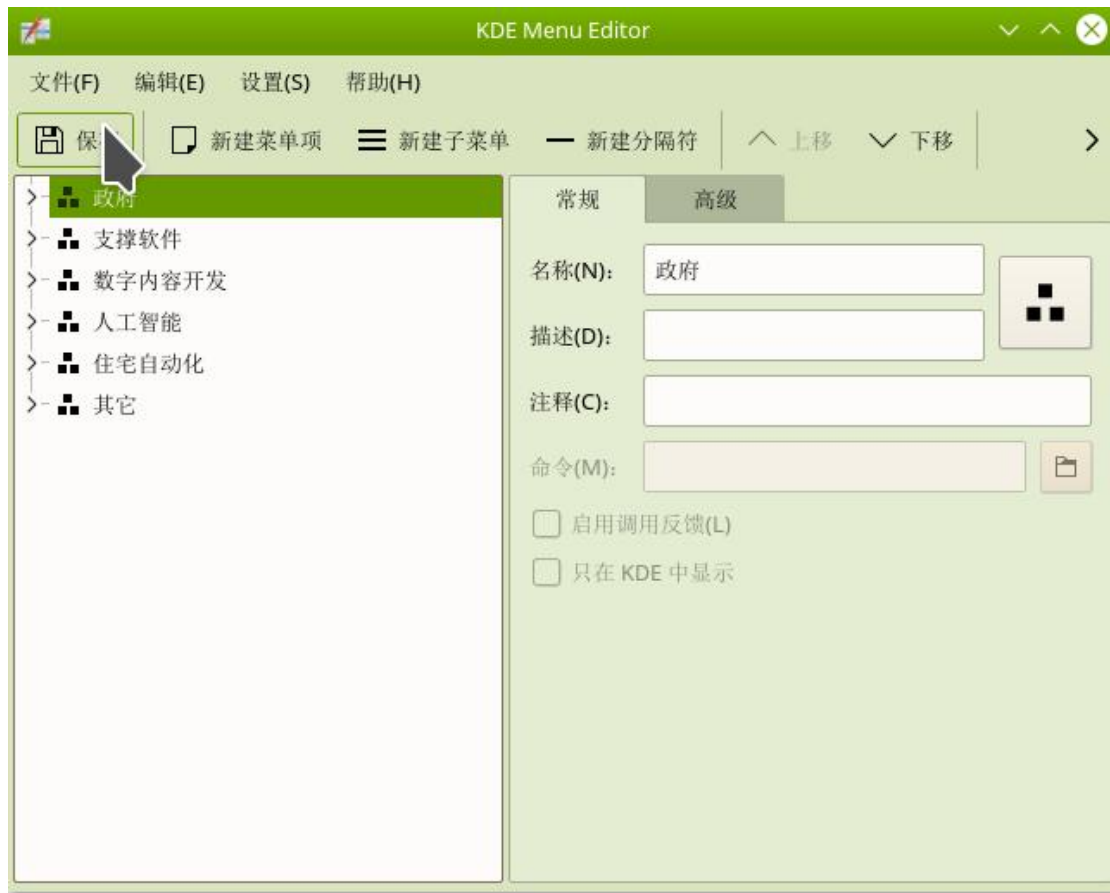 KDE Menu Editor
文件(F) 编辑(E) 设置(S) 帮助(H)
保 新建菜单项 新建子菜单 新建分隔符 上移 下移
政府
支撑软件
数字内容开发
人工智能
住宅自动化
其它
常规 高级
名称(N): 政府
描述(D):
注释(C):
命令(M):
启用调用反馈(L)
只在 KDE 中显示